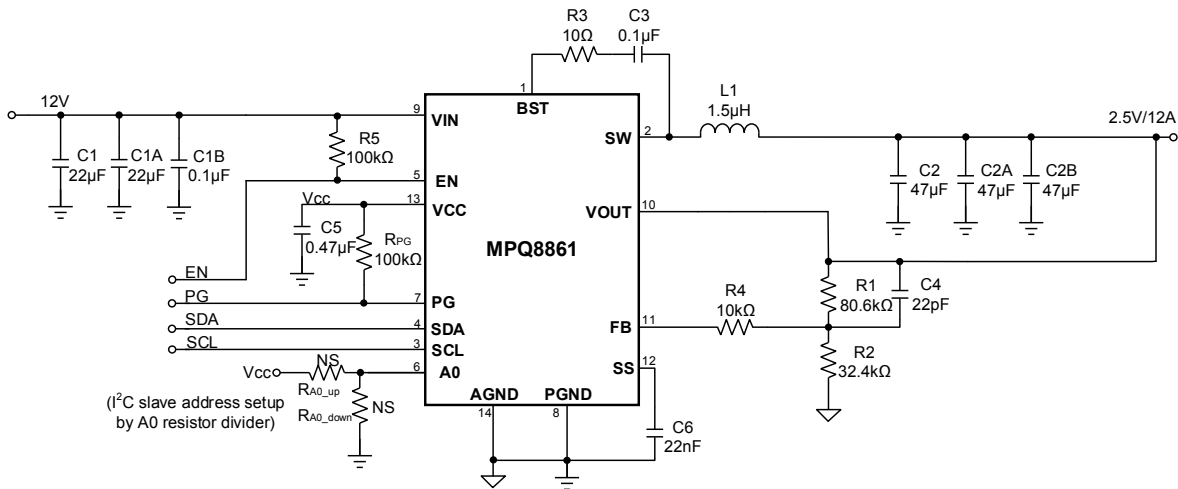 R3
10Ω
C3
0.1µF
1
BST
12V
9
VIN
L1
1.5µH
SW
2
2.5V/12A
C1
22µF
C1A
22µF
C1B
0.1µF
R5
100kΩ
5
EN
C2
47µF
C2A
47µF
C2B
47µF
Vcc
13
VCC
VOUT
10
C5
0.47µF
RPG
100kΩ
MPQ8861
EN
PG
7
PG
R4
10kΩ
R1
80.6kΩ
C4
22pF
SDA
4
SDA
FB
11
SCL
3
SCL
R2
32.4kΩ
SS
12
Vcc
NS
6
A0
RA0_up
NS
RA0_down
(I2C slave address setup
by A0 resistor divider)
AGND
PGND
14
8
C6
22nF